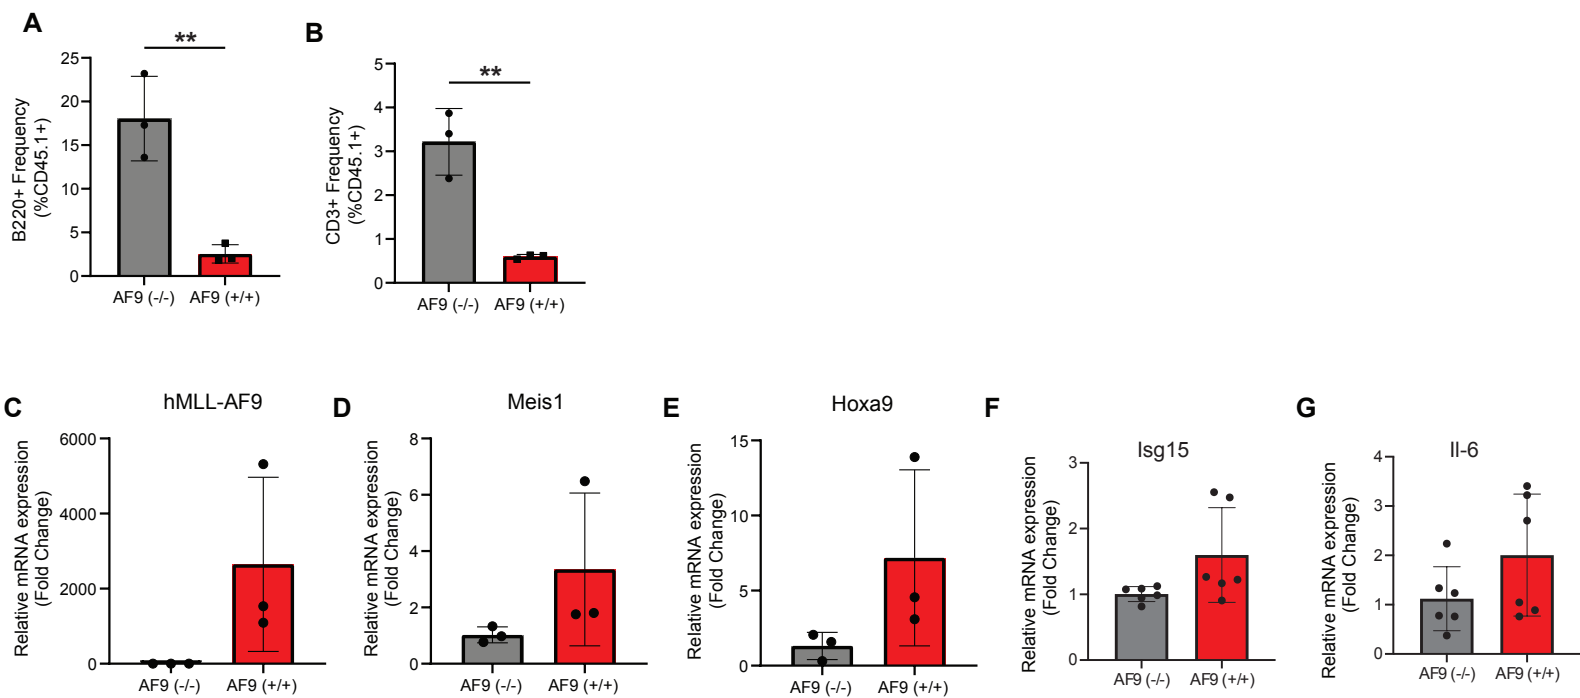 A
**
B220+ Frequency
(%CD45.1+)
25
20
15
10
5
0
AF9 (-/-)
AF9 (+/+)
B
**
CD3+ Frequency
(%CD45.1+)
5
4
3
2
1
0
AF9 (-/-)
AF9 (+/+)
C
hMLL-AF9
Relative mRNA expression
(Fold Change)
6000
4000
2000
0
AF9 (-/-)
AF9 (+/+)
D
Meis1
Relative mRNA expression
(Fold Change)
8
6
4
2
0
AF9 (-/-)
AF9 (+/+)
E
Hoxa9
Relative mRNA expression
(Fold Change)
15
10
5
0
AF9 (-/-)
AF9 (+/+)
F
Isg15
Relative mRNA expression
(Fold Change)
3
2
1
0
AF9 (-/-)
AF9 (+/+)
G
Il-6
Relative mRNA expression
(Fold Change)
4
3
2
1
0
AF9 (-/-)
AF9 (+/+)